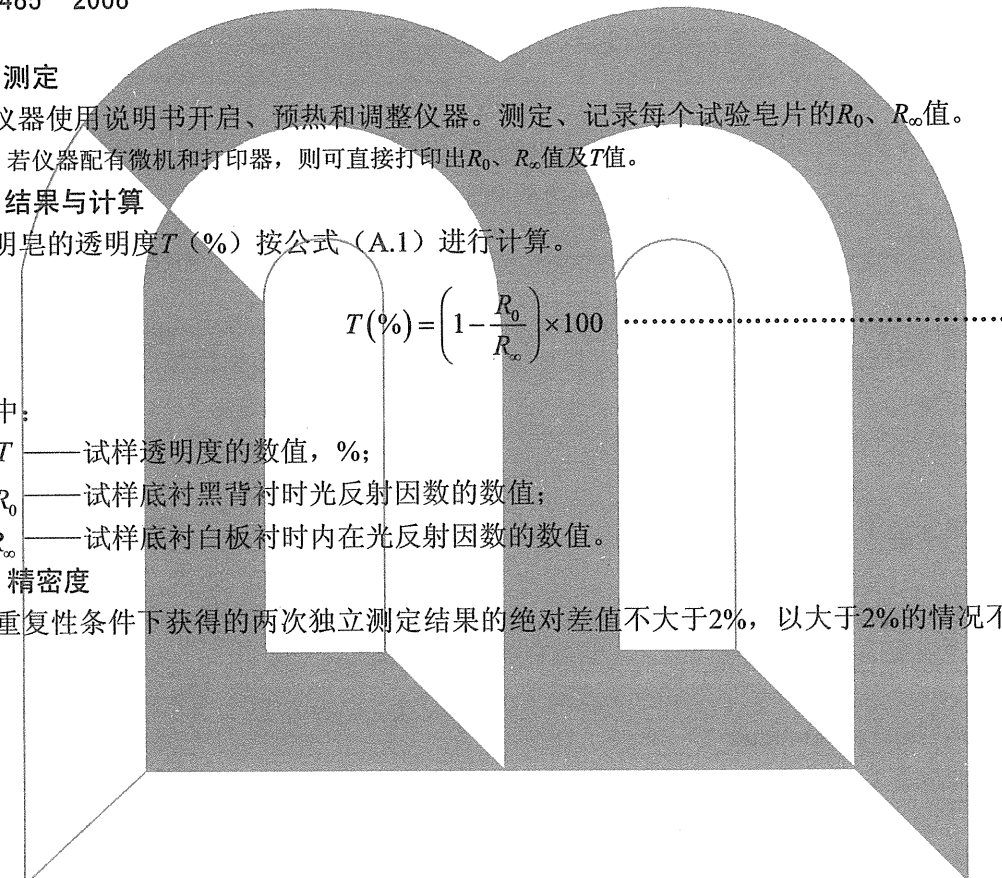 测定
仪器使用说明书开启、预热和调整仪器。测定、记录每个试验皂片的R₀、R∞值。
若仪器配有微机和打印器，则可直接打印出R₀、R∞值及T值。
结果与计算
明皂的透明度T（%）按公式（A.1）进行计算。
T(%)=(1-R₀/R∞)×100 ………………
中：
T ——试样透明度的数值，%；
R₀ ——试样底衬黑背衬时光反射因数的数值；
R∞ ——试样底衬白板衬时内在光反射因数的数值。
精密度
重复性条件下获得的两次独立测定结果的绝对差值不大于2%，以大于2%的情况不